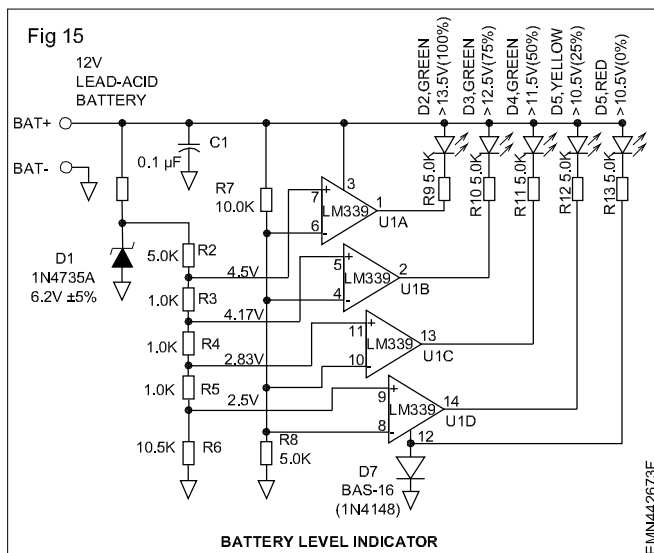 Fig 15
12V
LEAD-ACID
BATTERY
BAT+
BAT-
C1
0.1 µF
D1
1N4735A
6.2V ±5%
R2
5.0K
R3
1.0K
R4
1.0K
R5
1.0K
R6
10.5K
R7
10.0K
R8
5.0K
4.5V
4.17V
2.83V
2.5V
3
7
+
6
-
LM339
1
U1A
5
+
4
-
LM339
2
U1B
11
+
10
-
LM339
13
U1C
9
+
8
-
LM339
14
U1D
12
D7
BAS-16
(1N4148)
D2,GREEN
>13.5V(100%)
D3,GREEN
>12.5V(75%)
D4,GREEN
>11.5V(50%)
D5,YELLOW
>10.5V(25%)
D5,RED
>10.5V(0%)
R9 5.0K
R10 5.0K
R11 5.0K
R12 5.0K
R13 5.0K
BATTERY LEVEL INDICATOR